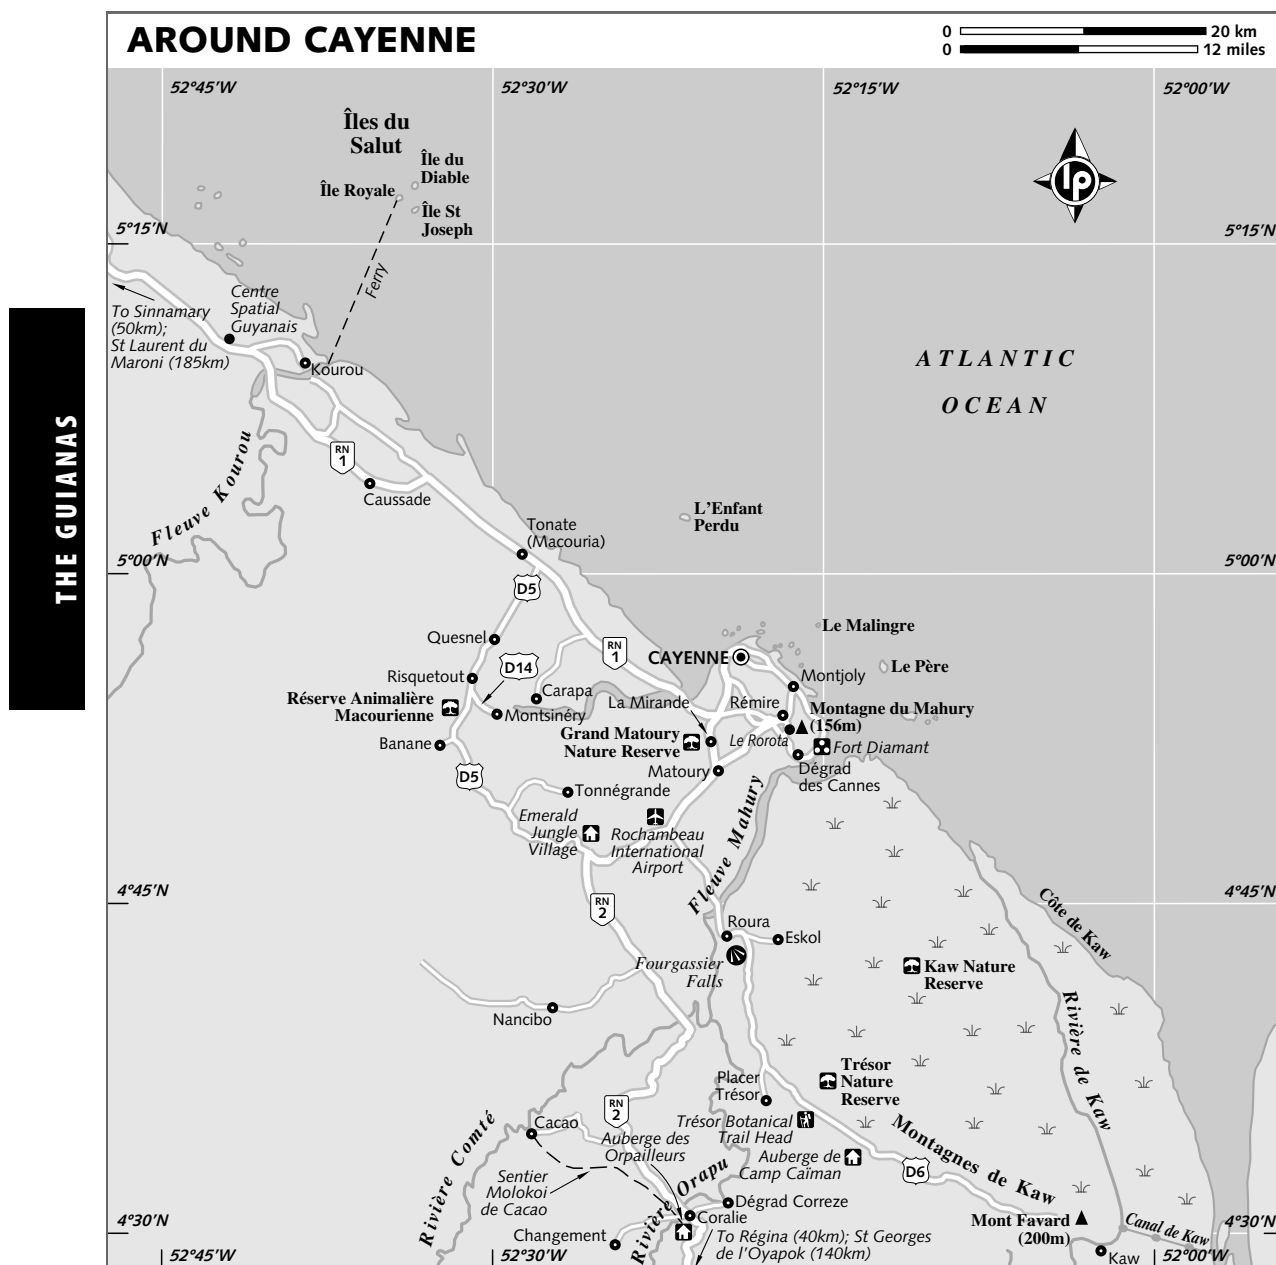 AROUND CAYENNE
0 20 km
0 12 miles
52°45'W
52°30'W
52°15'W
52°00'W
Îles du
Salut
Île du
Diable
Île Royale
Île St
Joseph
lp
5°15'N
5°15'N
Ferry
To Sinnamary
(50km);
St Laurent du
Maroni (185km)
Centre
Spatial
Guyanais
Kourou
ATLANTIC
OCEAN
THE GUIANAS
Fleuve Kourou
RN
1
Caussade
L'Enfant
Perdu
Tonate
(Macouria)
5°00'N
5°00'N
D5
Quesnel
RN
1
Le Malingre
CAYENNE
Le Père
Risquetout
D14
Montjoly
Réserve Animalière
Macourienne
Carapa
Montsinéry
La Mirande
Rémire
Montagne du Mahury
(156m)
Banane
Grand Matoury
Nature Reserve
Le Rorota
Fort Diamant
D5
Matoury
Dégrad
des Cannes
Tonnégrande
Emerald
Jungle
Village
Rochambeau
International
Airport
Fleuve Mahury
4°45'N
4°45'N
RN
2
Côte de Kaw
Roura
Eskol
Fourgassier
Falls
Kaw Nature
Reserve
Nancibo
Rivière de Kaw
Placer
Trésor
Trésor
Nature
Reserve
RN
2
Cacao
Trésor Botanical
Trail Head
Auberge des
Orpailleurs
Montagnes de Kaw
Rivière Comté
Auberge de
Camp Caïman
D6
Sentier
Molokoi
de Cacao
Rivière Orapu
Dégrad Correze
Coralie
Mont Favard
(200m)
Canal de Kaw
4°30'N
4°30'N
Changement
To Régina (40km); St Georges
de l'Oyapok (140km)
Kaw
52°45'W
52°30'W
52°15'W
52°00'W